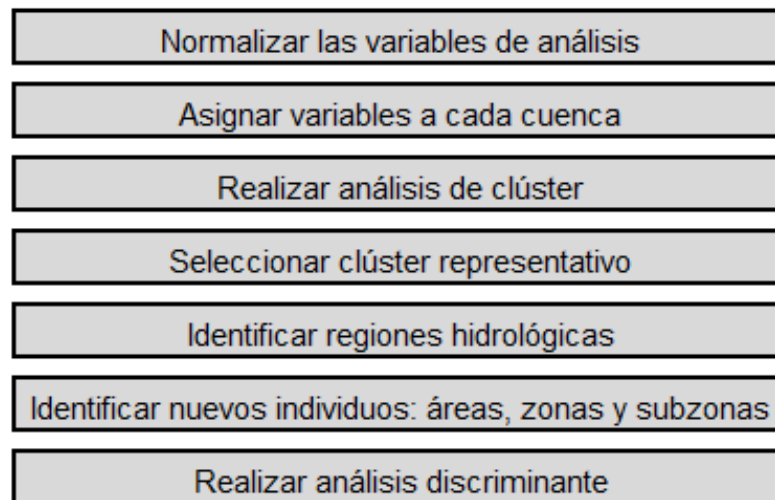 Normalizar las variables de análisis
Asignar variables a cada cuenca
Realizar análisis de clúster
Seleccionar clúster representativo
Identificar regiones hidrológicas
Identificar nuevos individuos: áreas, zonas y subzonas
Realizar análisis discriminante